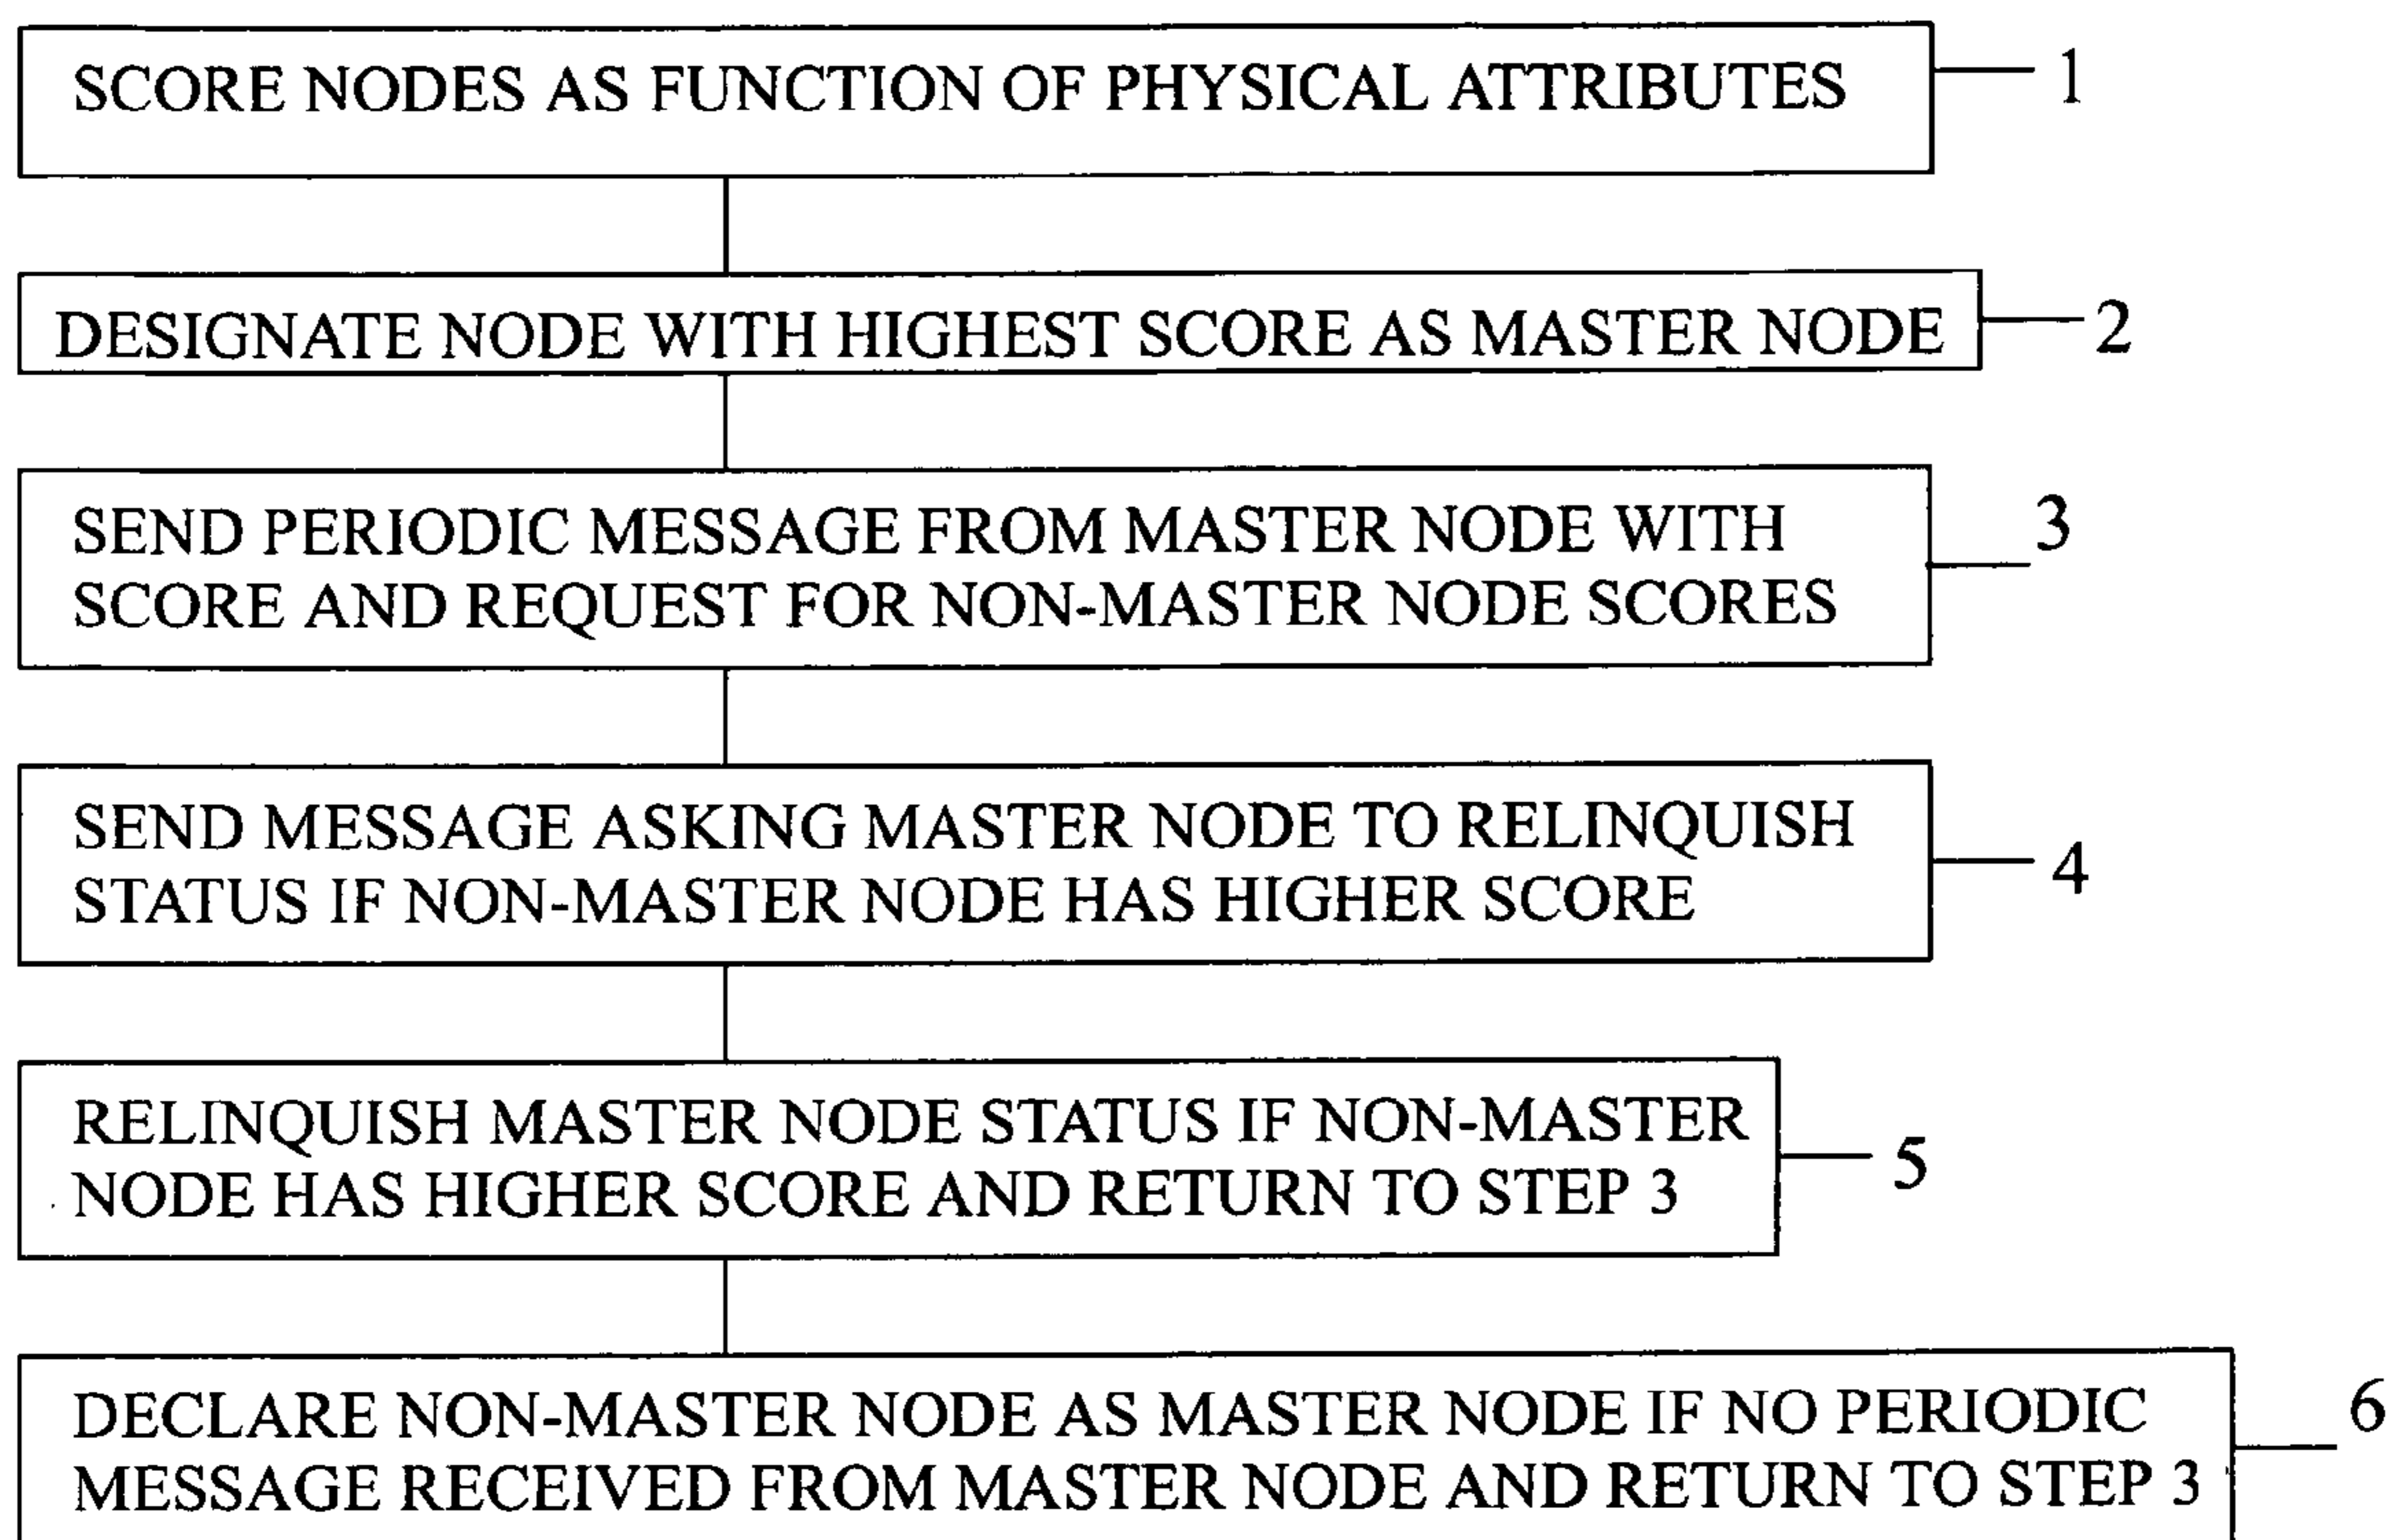 SCORE NODES AS FUNCTION OF PHYSICAL ATTRIBUTES
1
DESIGNATE NODE WITH HIGHEST SCORE AS MASTER NODE
2
SEND PERIODIC MESSAGE FROM MASTER NODE WITH
SCORE AND REQUEST FOR NON-MASTER NODE SCORES
3
SEND MESSAGE ASKING MASTER NODE TO RELINQUISH
STATUS IF NON-MASTER NODE HAS HIGHER SCORE
4
RELINQUISH MASTER NODE STATUS IF NON-MASTER
NODE HAS HIGHER SCORE AND RETURN TO STEP 3
5
DECLARE NON-MASTER NODE AS MASTER NODE IF NO PERIODIC
MESSAGE RECEIVED FROM MASTER NODE AND RETURN TO STEP 3
6